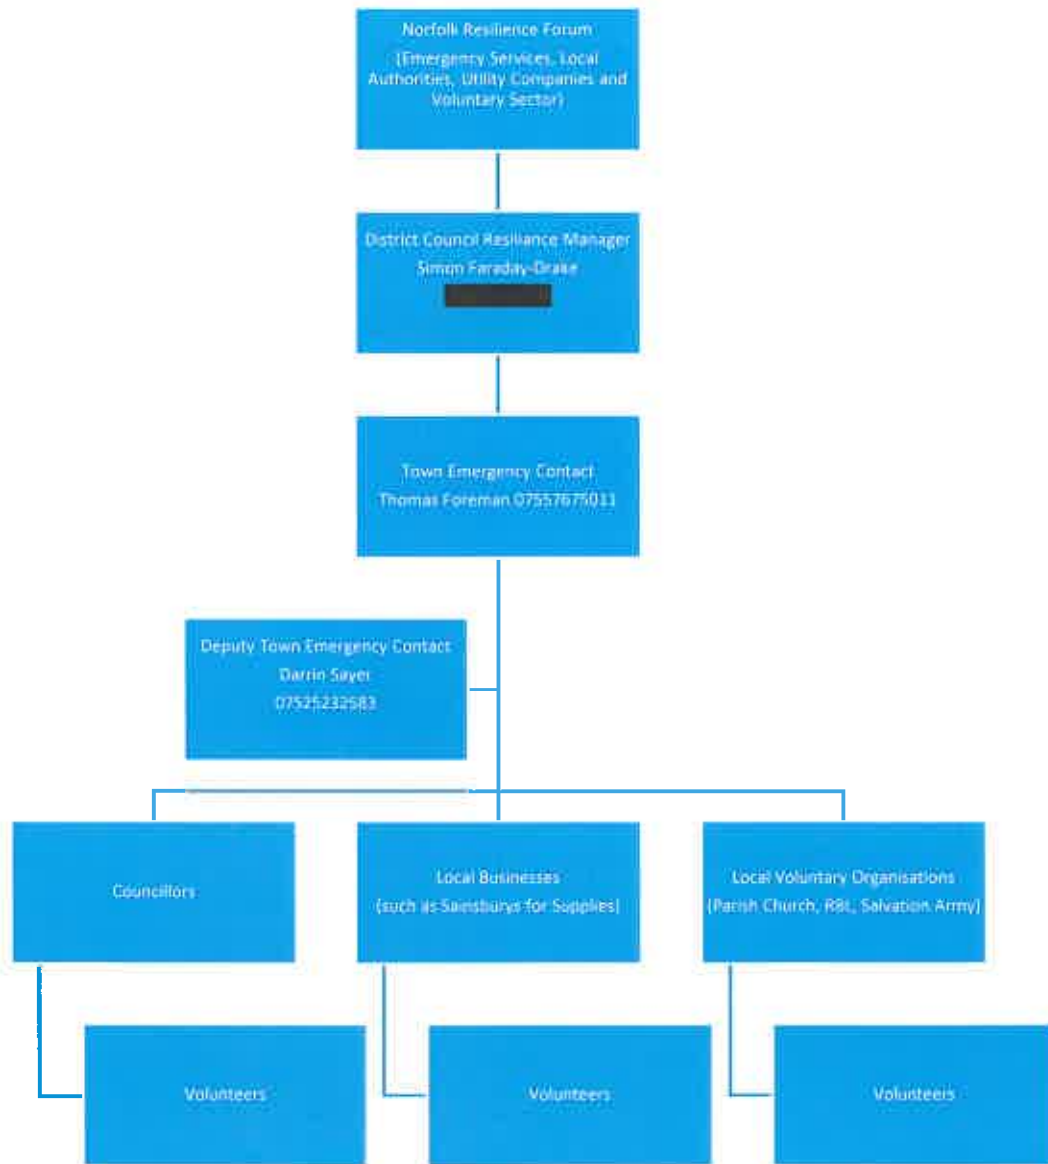 Norfolk Resilience Forum
(Emergency Services, Local
Authorities, Utility Companies and
Voluntary Sector)
District Council Resiliance Manager
Simon Faraday-Drake
Town Emergency Contact
Thomas Foreman 07557675011
Deputy Town Emergency Contact
Darrin Sayer
07525232583
Councillors
Local Businesses
(such as Sainsburys for Supplies)
Local Voluntary Organisations
(Parish Church, RBL, Salvation Army)
Volunteers
Volunteers
Volunteers